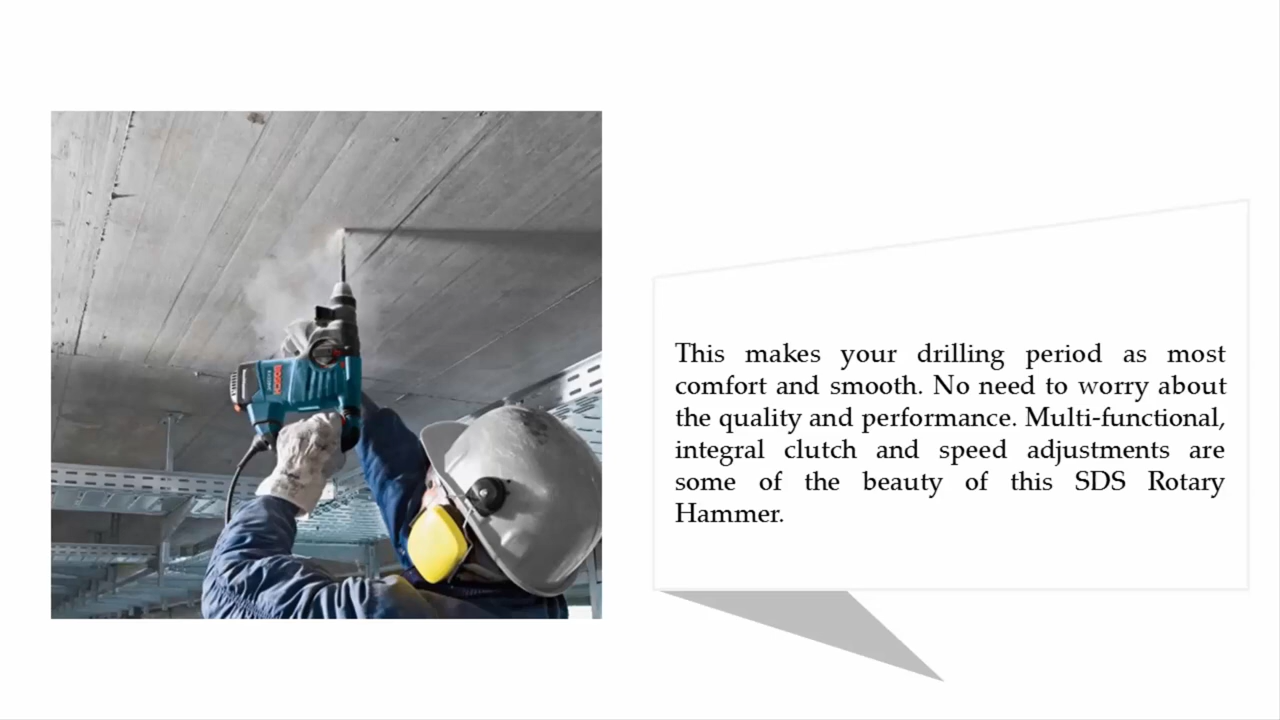 BOSCH
This makes your drilling period as most
comfort and smooth. No need to worry about
the quality and performance. Multi-functional,
integral clutch and speed adjustments are
some of the beauty of this SDS Rotary
Hammer.